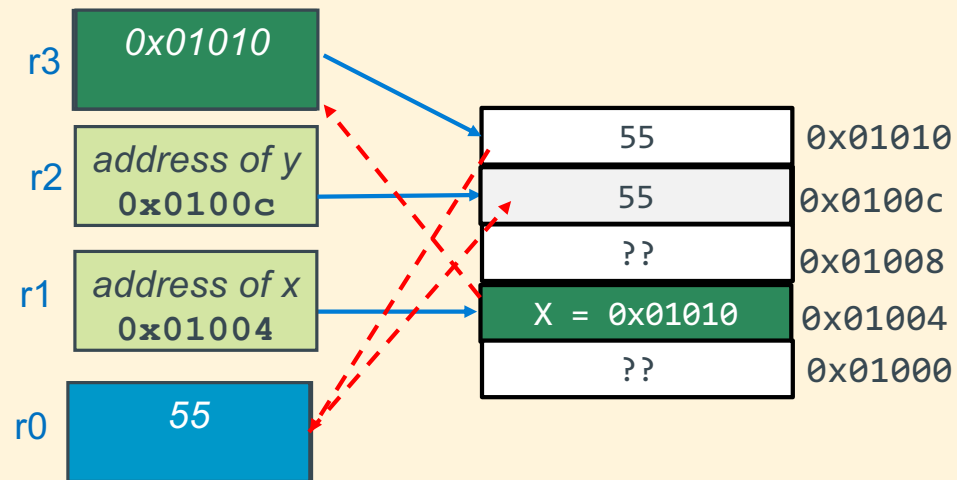 r3
0x01010
r2
address of y
0x0100c
r1
address of x
0x01004
r0
55
55
0x01010
55
0x0100c
??
0x01008
X = 0x01010
0x01004
??
0x01000